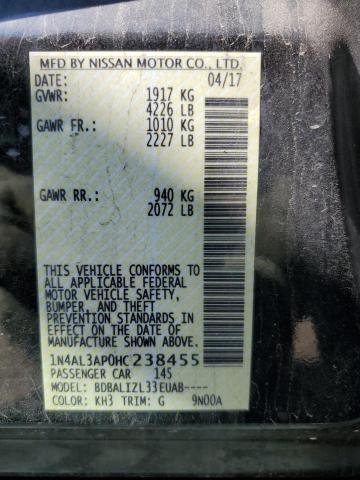 MFD BY NISSAN MOTOR CO., LTD.
DATE: 04/17
GVWR: 1917 KG
4226 LB
GAWR FR.: 1010 KG
2227 LB
GAWR RR.: 940 KG
2072 LB
THIS VEHICLE CONFORMS TO
ALL APPLICABLE FEDERAL
MOTOR VEHICLE SAFETY,
BUMPER, AND THEFT
PREVENTION STANDARDS IN
EFFECT ON THE DATE OF
MANUFACTURE SHOWN ABOVE.
1N4AL3AP0HC238455
PASSENGER CAR 145
MODEL: BDBALIZL33EUAB----
COLOR: KH3 TRIM: G 9N00A